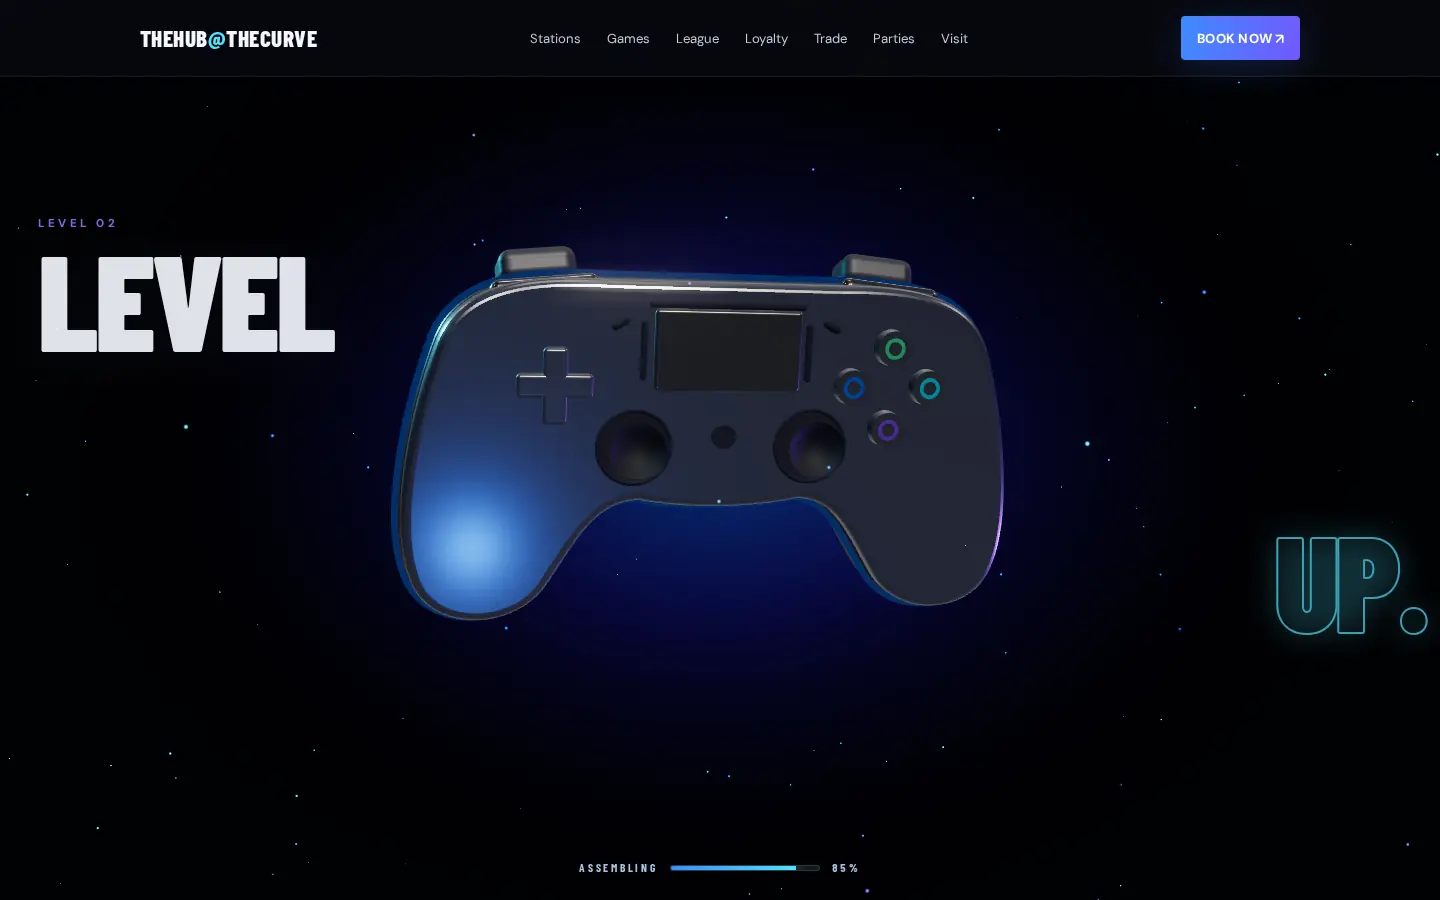 THEHUB@THECURVE
Stations
Games
League
Loyalty
Trade
Parties
Visit
BOOK NOW
LEVEL 02
LEVEL
UP.
ASSEMBLING
85%